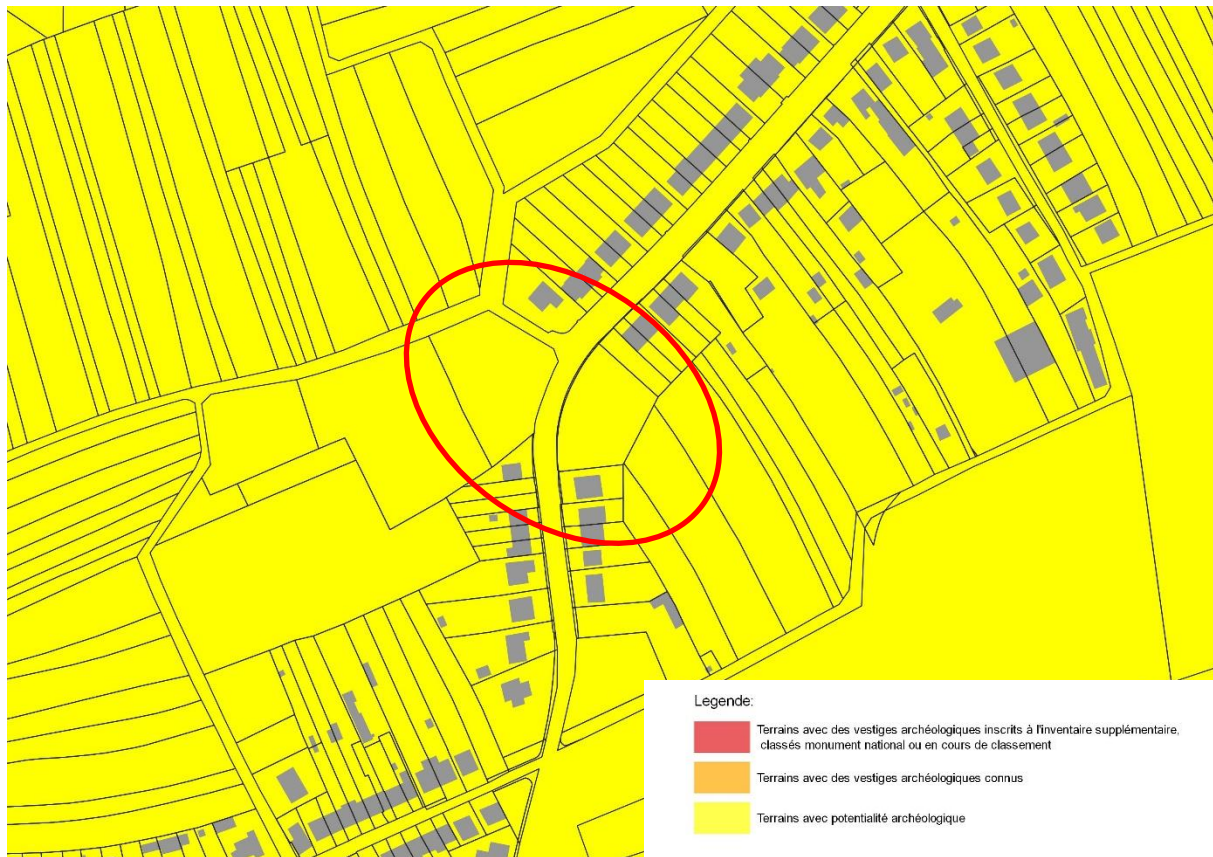 Legende:
Terrains avec des vestiges archéologiques inscrits à l'inventaire supplémentaire,
classés monument national ou en cours de classement
Terrains avec des vestiges archéologiques connus
Terrains avec potentialité archéologique